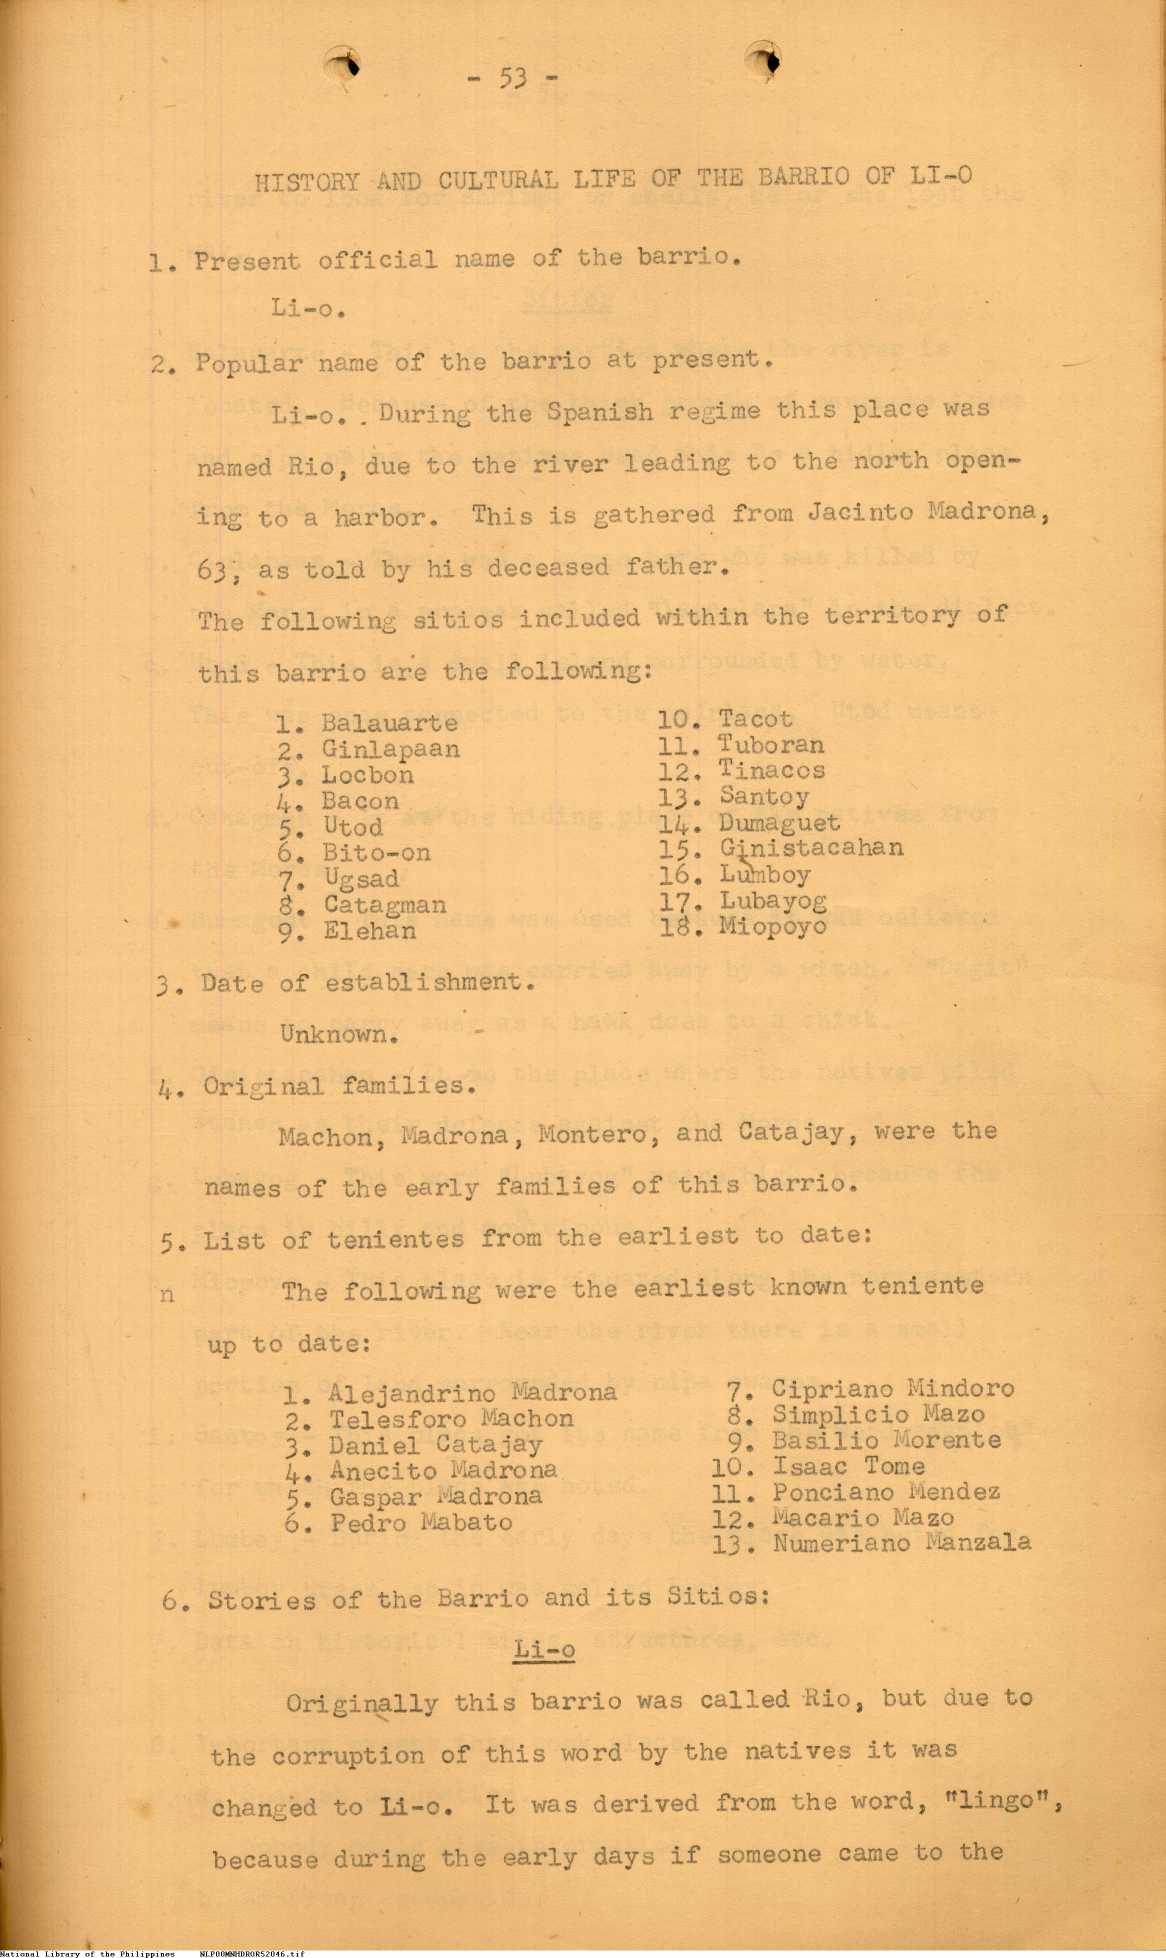 - 53 -
HISTORY AND CULTURAL LIFE OF THE BARRIO OF LI-O
1. Present official name of the barrio.
Li-o.
2. Popular name of the barrio at present.
Li-o. . During the Spanish regime this place was
named Rio, due to the river leading to the north open-
ing to a harbor. This is gathered from Jacinto Madrona,
63, as told by his deceased father.
The following sitios included within the territory of
this barrio are the following:
1. Balauarte 10. Tacot
2. Ginlapaan 11. Tuboran
3. Locbon 12. Tinacos
4. Bacon 13. Santoy
5. Utod 14. Dumaguet
6. Bito-on 15. Ginistacahan
7. Ugsad 16. Lumboy
8. Catagman 17. Lubayog
9. Elehan 18. Miopoyo
3. Date of establishment.
Unknown.
4. Original families.
Machon, Madrona, Montero, and Catajay, were the
names of the early families of this barrio.
5. List of tenientes from the earliest to date:
n The following were the earliest known teniente
up to date:
1. Alejandrino Madrona 7. Cipriano Mindoro
2. Telesforo Machon 8. Simplicio Mazo
3. Daniel Catajay 9. Basilio Morente
4. Anecito Madrona 10. Isaac Tome
5. Gaspar Madrona 11. Ponciano Mendez
6. Pedro Mabato 12. Macario Mazo
13. Numeriano Manzala
6. Stories of the Barrio and its Sitios:
Li-o
Originally this barrio was called Rio, but due to
the corruption of this word by the natives it was
changed to Li-o. It was derived from the word, "lingo",
because during the early days if someone came to the
National Library of the Philippines NLPOOMNHDROR52046.tif